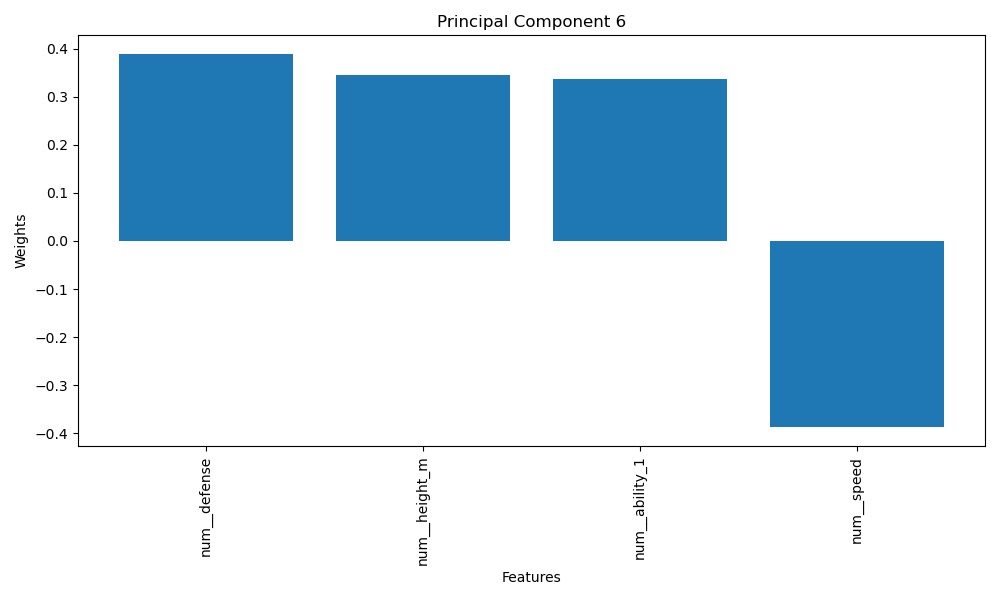 Principal Component 6
Weights
0.4
0.3
0.2
0.1
0.0
−0.1
−0.2
−0.3
−0.4
num__defense
num__height_m
num__ability_1
num__speed
Features